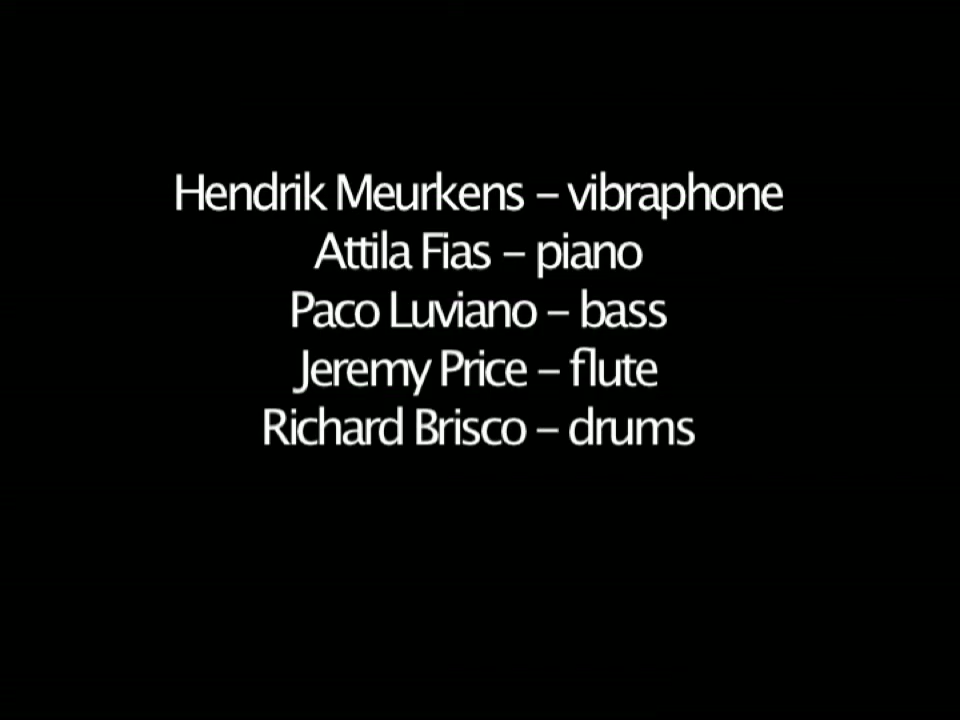 Hendrik Meurkens – vibraphone
Attila Fias – piano
Paco Luviano – bass
Jeremy Price – flute
Richard Brisco – drums